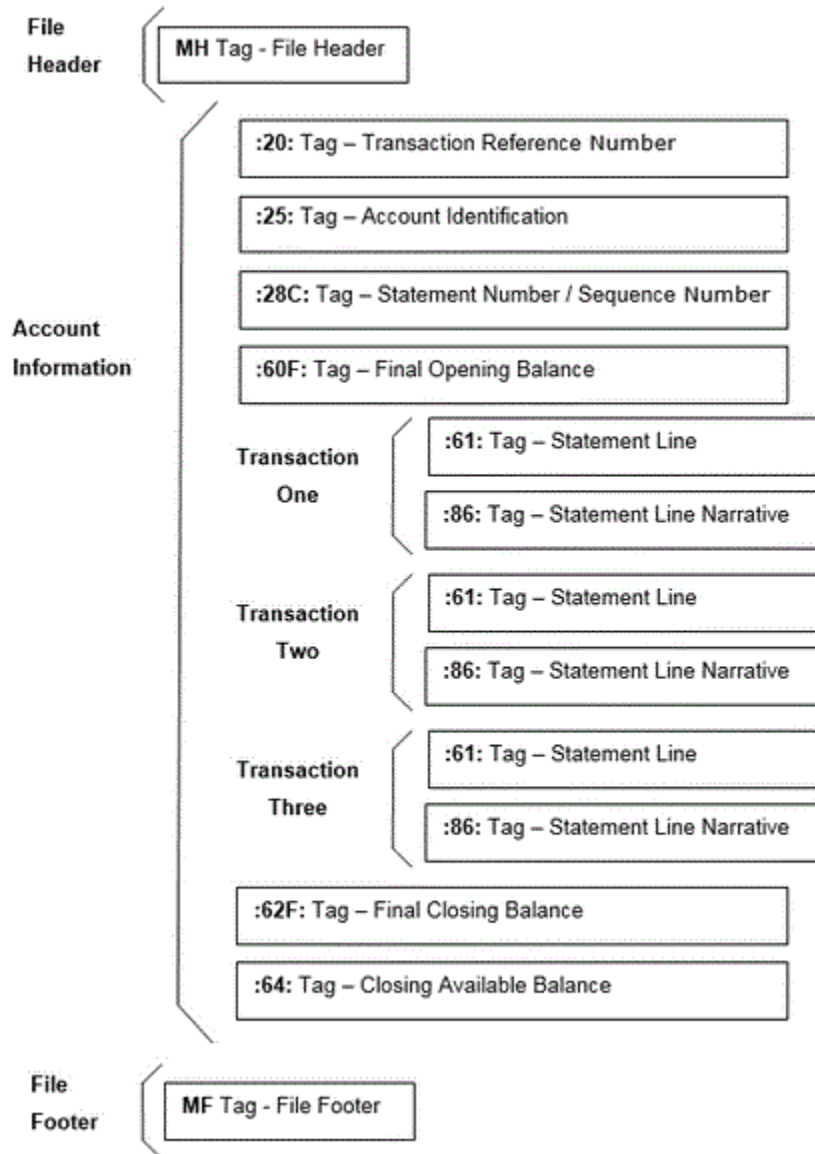 File
Header
MH Tag - File Header
:20: Tag – Transaction Reference Number
:25: Tag – Account Identification
:28C: Tag – Statement Number / Sequence Number
Account
Information
:60F: Tag – Final Opening Balance
Transaction
One
:61: Tag – Statement Line
:86: Tag – Statement Line Narrative
Transaction
Two
:61: Tag – Statement Line
:86: Tag – Statement Line Narrative
Transaction
Three
:61: Tag – Statement Line
:86: Tag – Statement Line Narrative
:62F: Tag – Final Closing Balance
:64: Tag – Closing Available Balance
File
Footer
MF Tag - File Footer